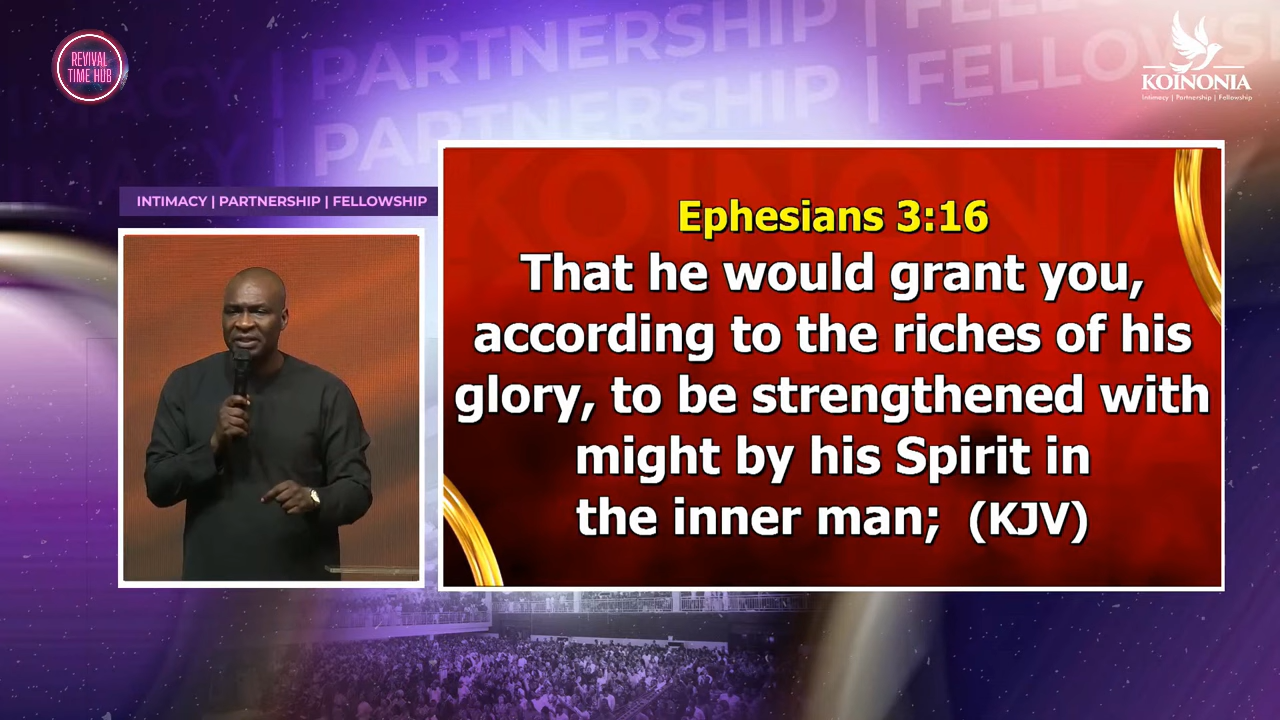 INTIMACY | PARTNERSHIP | FELLOWSHIP
PARTNERSHIP |
REVIVAL
TIME HUB
KOINONIA
Intimacy | Partnership | Fellowship
INTIMACY | PARTNERSHIP | FELLOWSHIP
Ephesians 3:16
That he would grant you,
according to the riches of his
glory, to be strengthened with
might by his Spirit in
the inner man; (KJV)